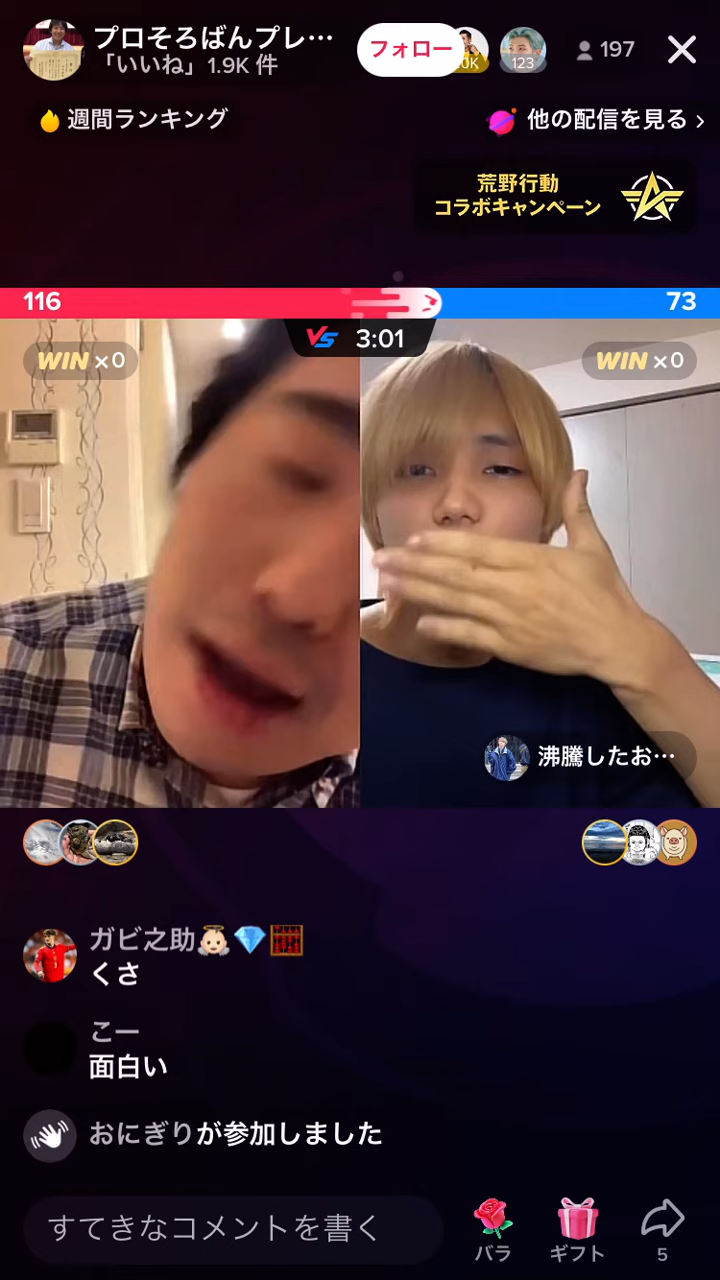 プロそろばんプレ…
「いいね」1.9K 件
フォロー
123
197
週間ランキング
他の配信を見る
荒野行動
コラボキャンペーン
116
73
VS 3:01
WIN ×0
WIN ×0
沸騰したお…
ガビ之助
くさ
こー
面白い
おにぎりが参加しました
すてきなコメントを書く
バラ
ギフト
5